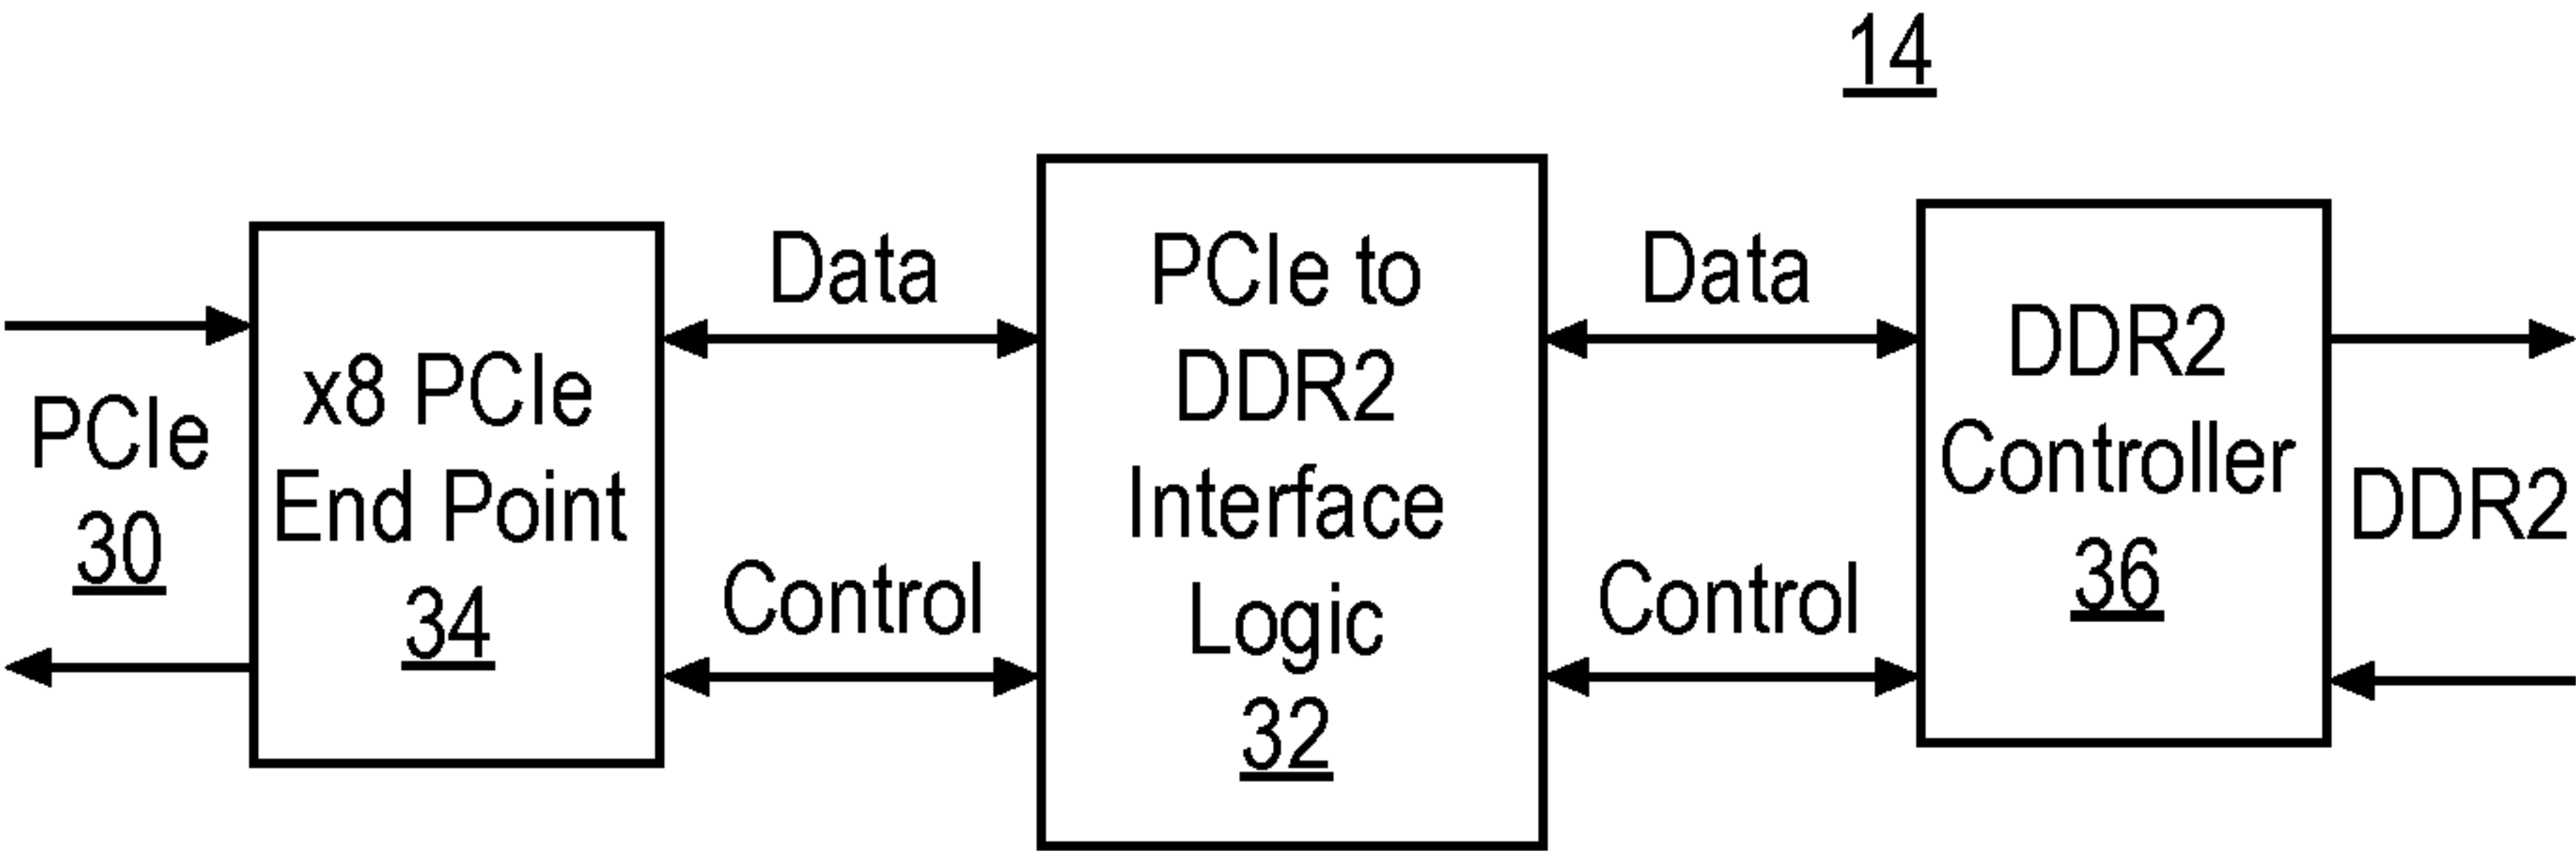 14
PCIe
30
x8 PCIe
End Point
34
Data
Control
PCIe to
DDR2
Interface
Logic
32
Data
Control
DDR2
Controller
36
DDR2